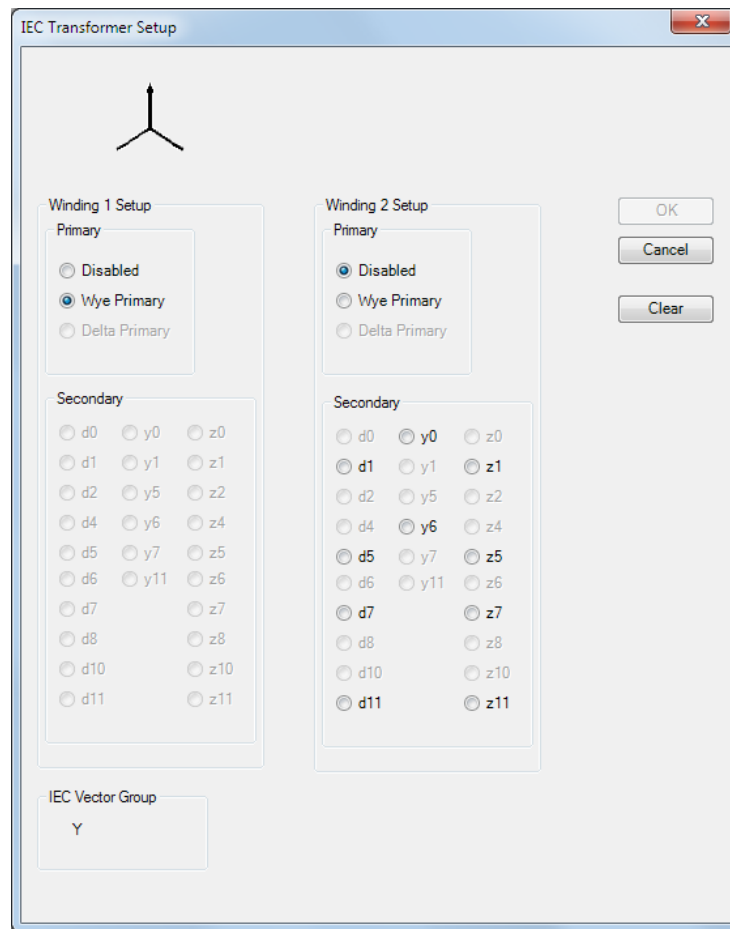 IEC Transformer Setup
Winding 1 Setup
Primary
Disabled
Wye Primary
Delta Primary
Secondary
d0 y0 z0
d1 y1 z1
d2 y5 z2
d4 y6 z4
d5 y7 z5
d6 y11 z6
d7 z7
d8 z8
d10 z10
d11 z11
Winding 2 Setup
Primary
Disabled
Wye Primary
Delta Primary
Secondary
d0 y0 z0
d1 y1 z1
d2 y5 z2
d4 y6 z4
d5 y7 z5
d6 y11 z6
d7 z7
d8 z8
d10 z10
d11 z11
OK
Cancel
Clear
IEC Vector Group
Y